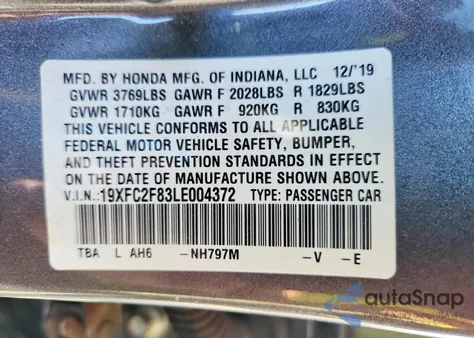 MFD. BY HONDA MFG. OF INDIANA, LLC 12/'19
GVWR 3769LBS GAWR F 2028LBS R 1829LBS
GVWR 1710KG GAWR F 920KG R 830KG
THIS VEHICLE CONFORMS TO ALL APPLICABLE
FEDERAL MOTOR VEHICLE SAFETY, BUMPER,
AND THEFT PREVENTION STANDARDS IN EFFECT
ON THE DATE OF MANUFACTURE SHOWN ABOVE.
V.I.N.:19XFC2F83LE004372 TYPE: PASSENGER CAR
TBA L AH6 -NH797M -V -E
autoSnap